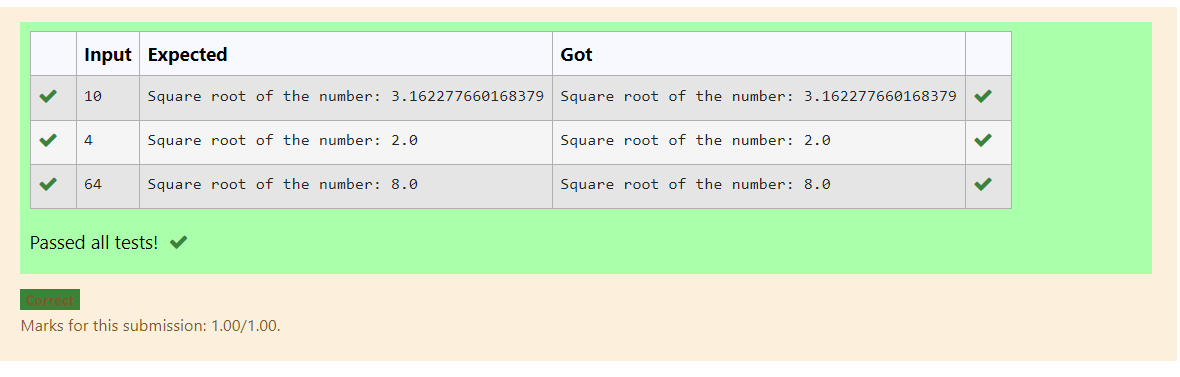 Input Expected Got
10 Square root of the number: 3.162277660168379 Square root of the number: 3.162277660168379
4 Square root of the number: 2.0 Square root of the number: 2.0
64 Square root of the number: 8.0 Square root of the number: 8.0
Passed all tests!
Correct
Marks for this submission: 1.00/1.00.